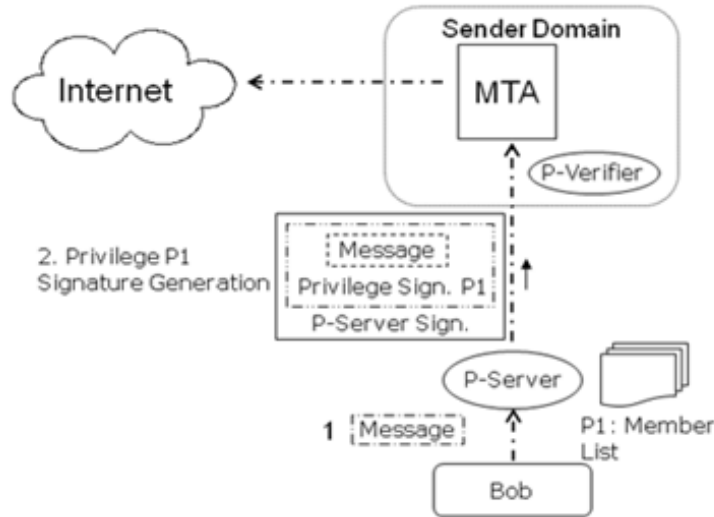 Sender Domain
Internet
MTA
P-Verifier
2. Privilege P1
Signature Generation
Message
Privilege Sign. P1
P-Server Sign.
P-Server
1
Message
P1: Member
List
Bob